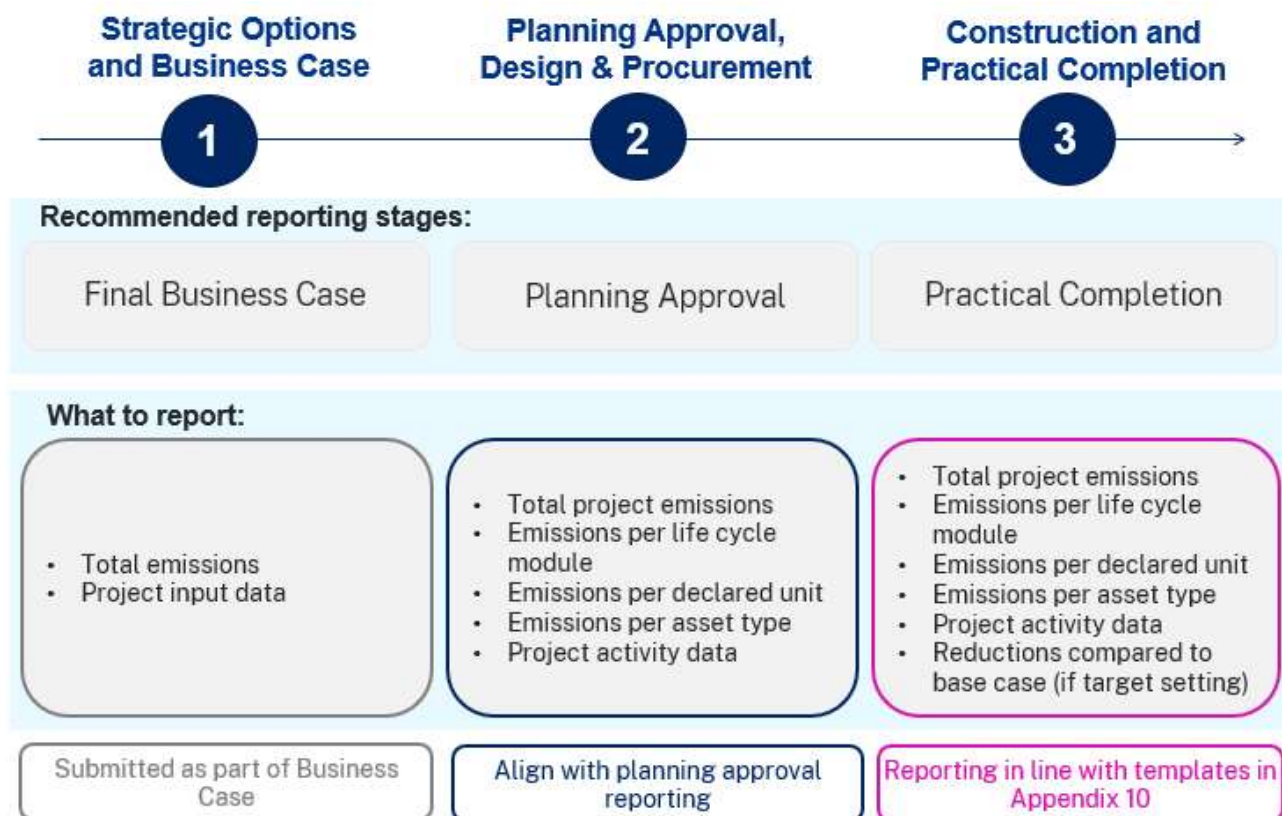 Strategic Options
and Business Case
Planning Approval,
Design & Procurement
Construction and
Practical Completion
1
2
3
Recommended reporting stages:
Final Business Case
Planning Approval
Practical Completion
What to report:
• Total emissions
• Project input data
• Total project emissions
• Emissions per life cycle
module
• Emissions per declared unit
• Emissions per asset type
• Project activity data
• Total project emissions
• Emissions per life cycle
module
• Emissions per declared unit
• Emissions per asset type
• Project activity data
• Reductions compared to
base case (if target setting)
Submitted as part of Business
Case
Align with planning approval
reporting
Reporting in line with templates in
Appendix 10